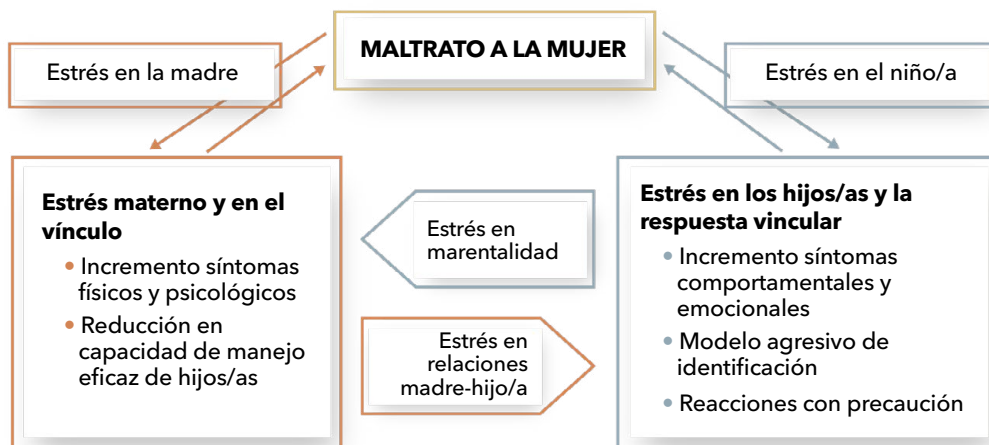 MALTRATO A LA MUJER
Estrés en la madre
Estrés en el niño/a
Estrés materno y en el
vínculo
• Incremento síntomas
físicos y psicológicos
• Reducción en
capacidad de manejo
eficaz de hijos/as
Estrés en
marentalidad
Estrés en
relaciones
madre-hijo/a
Estrés en los hijos/as y la
respuesta vincular
• Incremento síntomas
comportamentales y
emocionales
• Modelo agresivo de
identificación
• Reacciones con precaución